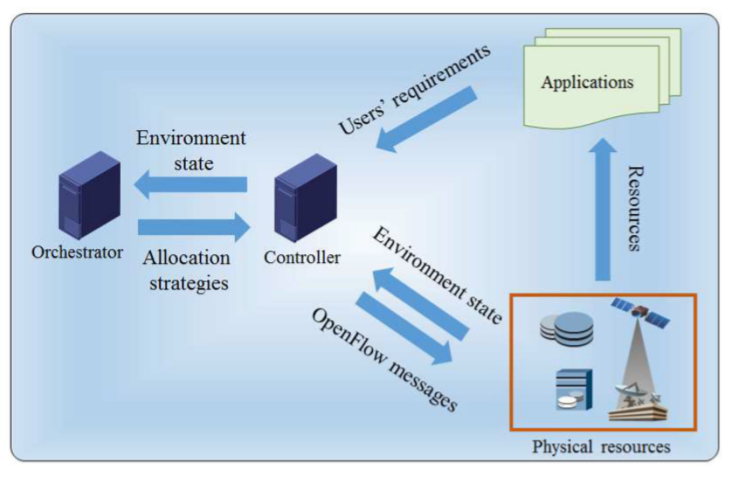 Applications
Users' requirements
Environment
state
Orchestrator
Allocation
strategies
Controller
Resources
Environment state
OpenFlow messages
Physical resources